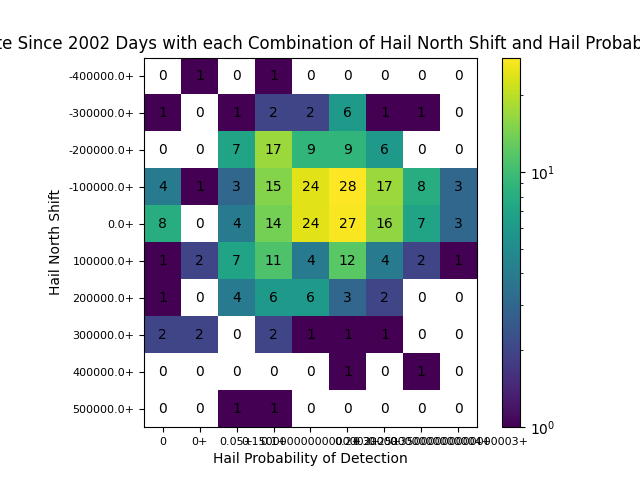 te Since 2002 Days with each Combination of Hail North Shift and Hail Probab
-400000.0+ 0 1 0 1 0 0 0 0 0
-300000.0+ 1 0 1 2 2 6 1 1 0
-200000.0+ 0 0 7 17 9 9 6 0 0
-100000.0+ 4 1 3 15 24 28 17 8 3
0.0+ 8 0 4 14 24 27 16 7 3
100000.0+ 1 2 7 11 4 12 4 2 1
200000.0+ 1 0 4 6 6 3 2 0 0
300000.0+ 2 2 0 2 1 1 1 0 0
400000.0+ 0 0 0 0 0 1 0 1 0
500000.0+ 0 0 1 1 0 0 0 0 0
0 0+
Hail Probability of Detection
Hail North Shift
10¹
10⁰